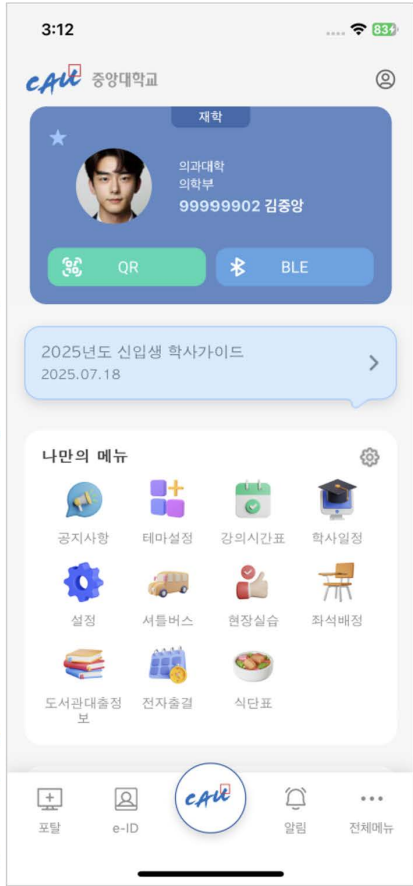 3:12
83
CAU 중앙대학교
재학
의과대학
의학부
99999902 김중앙
QR
BLE
2025년도 신입생 학사가이드
2025.07.18
나만의 메뉴
공지사항 테마설정 강의시간표 학사일정
설정 셔틀버스 현장실습 좌석배정
도서관대출정 전자출결 식단표
보
CAU
포탈 e-ID 알림 전체메뉴